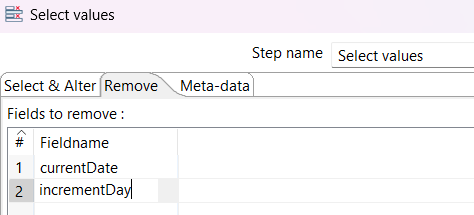 Select values
Step name Select values
Select & Alter Remove Meta-data
Fields to remove :
# Fieldname
1 currentDate
2 incrementDay